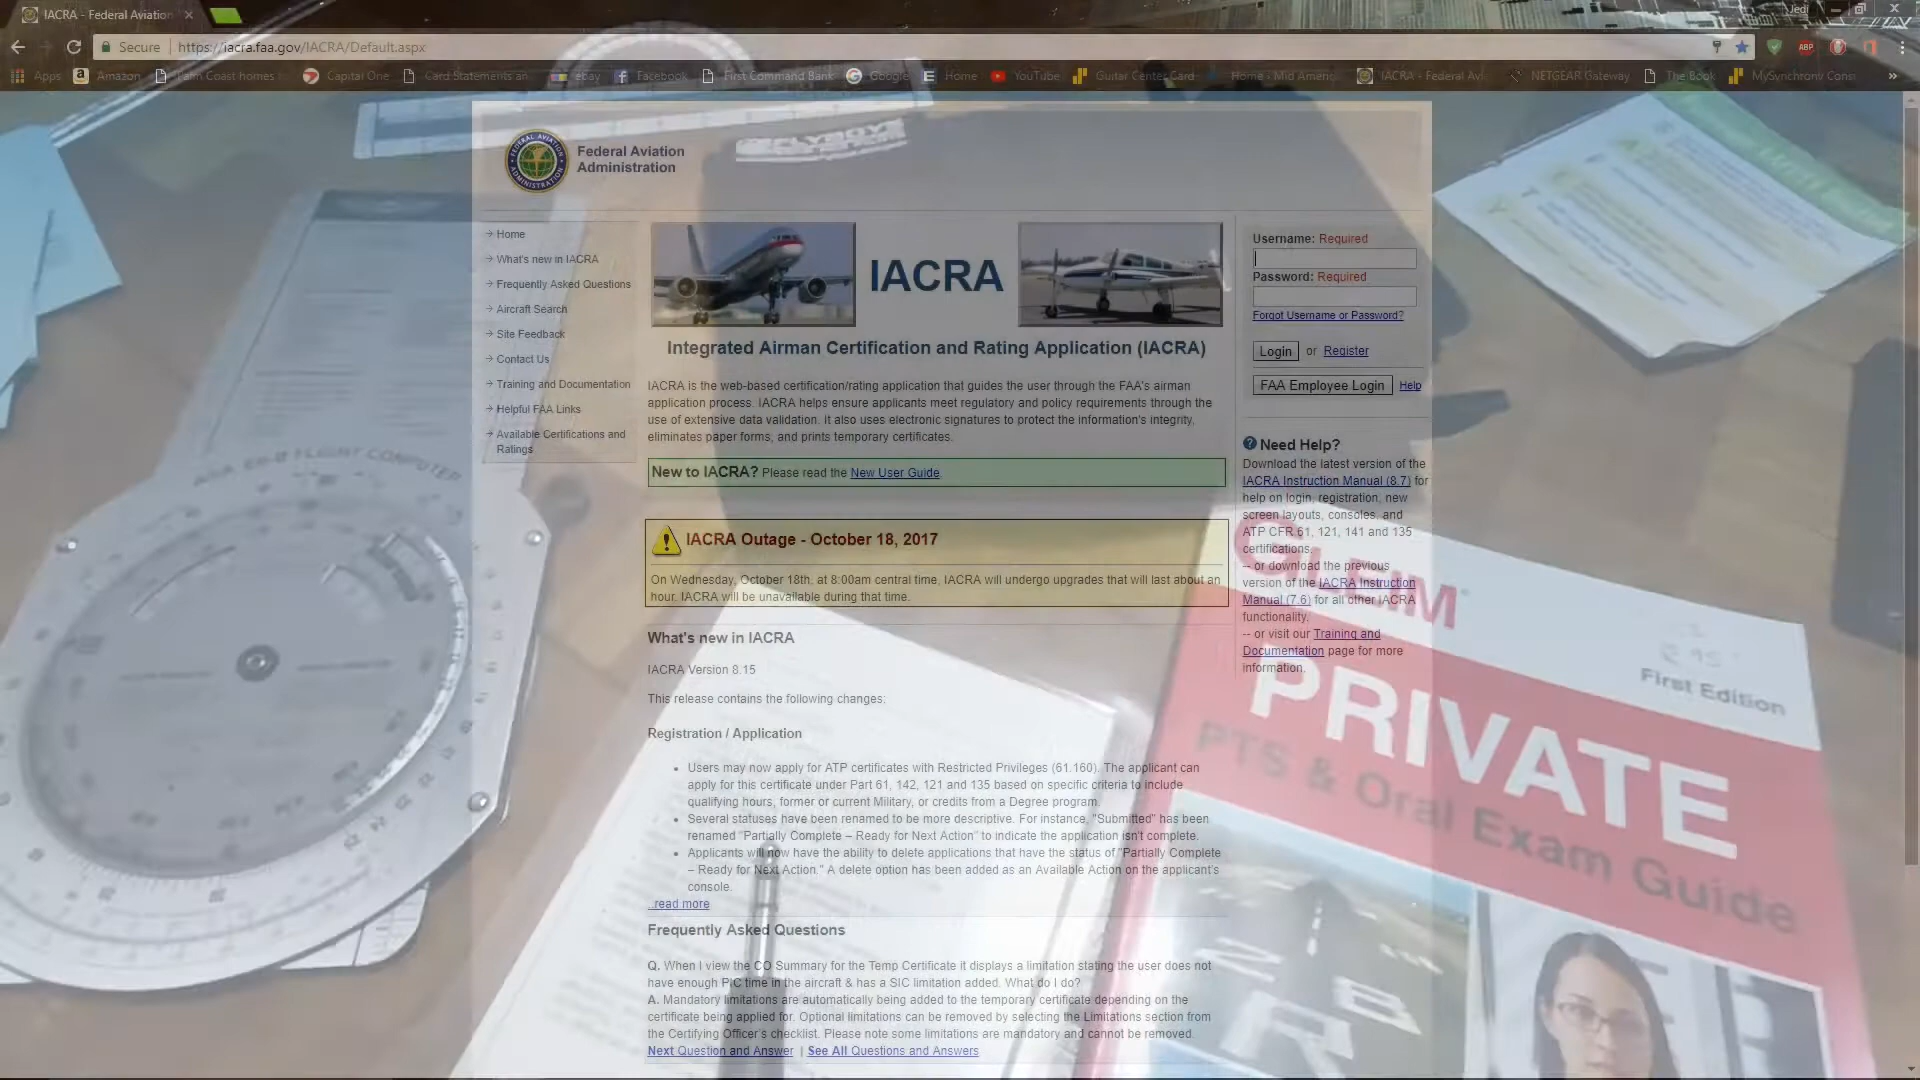 IACRA - Federal Aviation
Jedi
Secure
https://iacra.faa.gov/IACRA/Default.aspx
ABP
Apps
Amazon
Palm Coast homes
Capital One
Card Statements an
ebay
Facebook
First Command Bank
Google
Home
YouTube
Guitar Center Card
Home - Mid Americ
IACRA - Federal Avi
NETGEAR Gateway
The Book
MySynchrony Cons
Federal Aviation
Administration
Home
What's new in IACRA
Frequently Asked Questions
Aircraft Search
Site Feedback
Contact Us
Training and Documentation
Helpful FAA Links
Available Certifications and
Ratings
IACRA
Integrated Airman Certification and Rating Application (IACRA)
IACRA is the web-based certification/rating application that guides the user through the FAA's airman
application process. IACRA helps ensure applicants meet regulatory and policy requirements through the
use of extensive data validation. It also uses electronic signatures to protect the information's integrity,
eliminates paper forms, and prints temporary certificates.
New to IACRA? Please read the New User Guide.
IACRA Outage - October 18, 2017
On Wednesday, October 18th, at 8:00am central time, IACRA will undergo upgrades that will last about an
hour. IACRA will be unavailable during that time.
What's new in IACRA
IACRA Version 8.15
This release contains the following changes:
Registration / Application
Users may now apply for ATP certificates with Restricted Privileges (61.160). The applicant can
apply for this certificate under Part 61, 142, 121 and 135 based on specific criteria to include
qualifying hours, former or current Military, or credits from a Degree program.
Several statuses have been renamed to be more descriptive. For instance, "Submitted" has been
renamed "Partially Complete – Ready for Next Action" to indicate the application isn't complete.
Applicants will now have the ability to delete applications that have the status of "Partially Complete
– Ready for Next Action." A delete option has been added as an Available Action on the applicant's
console.
...read more
Frequently Asked Questions
Q. When I view the CO Summary for the Temp Certificate it displays a limitation stating the user does not
have enough PIC time in the aircraft & has a SIC limitation added. What do I do?
A. Mandatory limitations are automatically being added to the temporary certificate depending on the
certificate being applied for. Optional limitations can be removed by selecting the Limitations section from
the Certifying Officer's checklist. Please note some limitations are mandatory and cannot be removed.
Next Question and Answer | See All Questions and Answers
Username: Required
Password: Required
Forgot Username or Password?
Login or Register
FAA Employee Login Help
Need Help?
Download the latest version of the
IACRA Instruction Manual (8.7) for
help on login, registration, new
screen layouts, consoles, and
ATP CFR 61, 121, 141 and 135
certifications.
-- or download the previous
version of the IACRA Instruction
Manual (7.6) for all other IACRA
functionality.
-- or visit our Training and
Documentation page for more
information.
FLIGHT COMPUTER
GLEIM
First Edition
PRIVATE
PTS & Oral Exam Guide
28
R